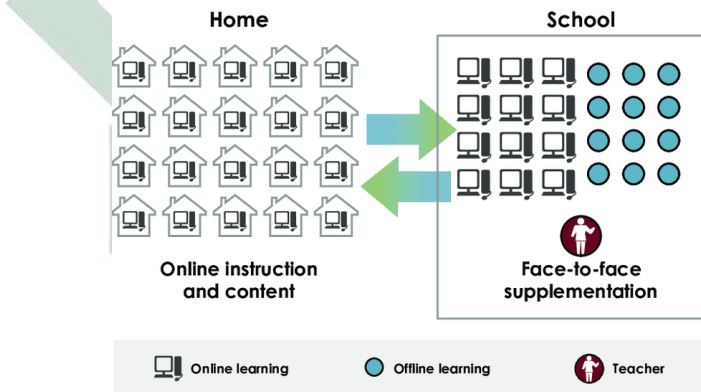 Home
School
Online instruction
and content
Face-to-face
supplementation
Online learning
Offline learning
Teacher